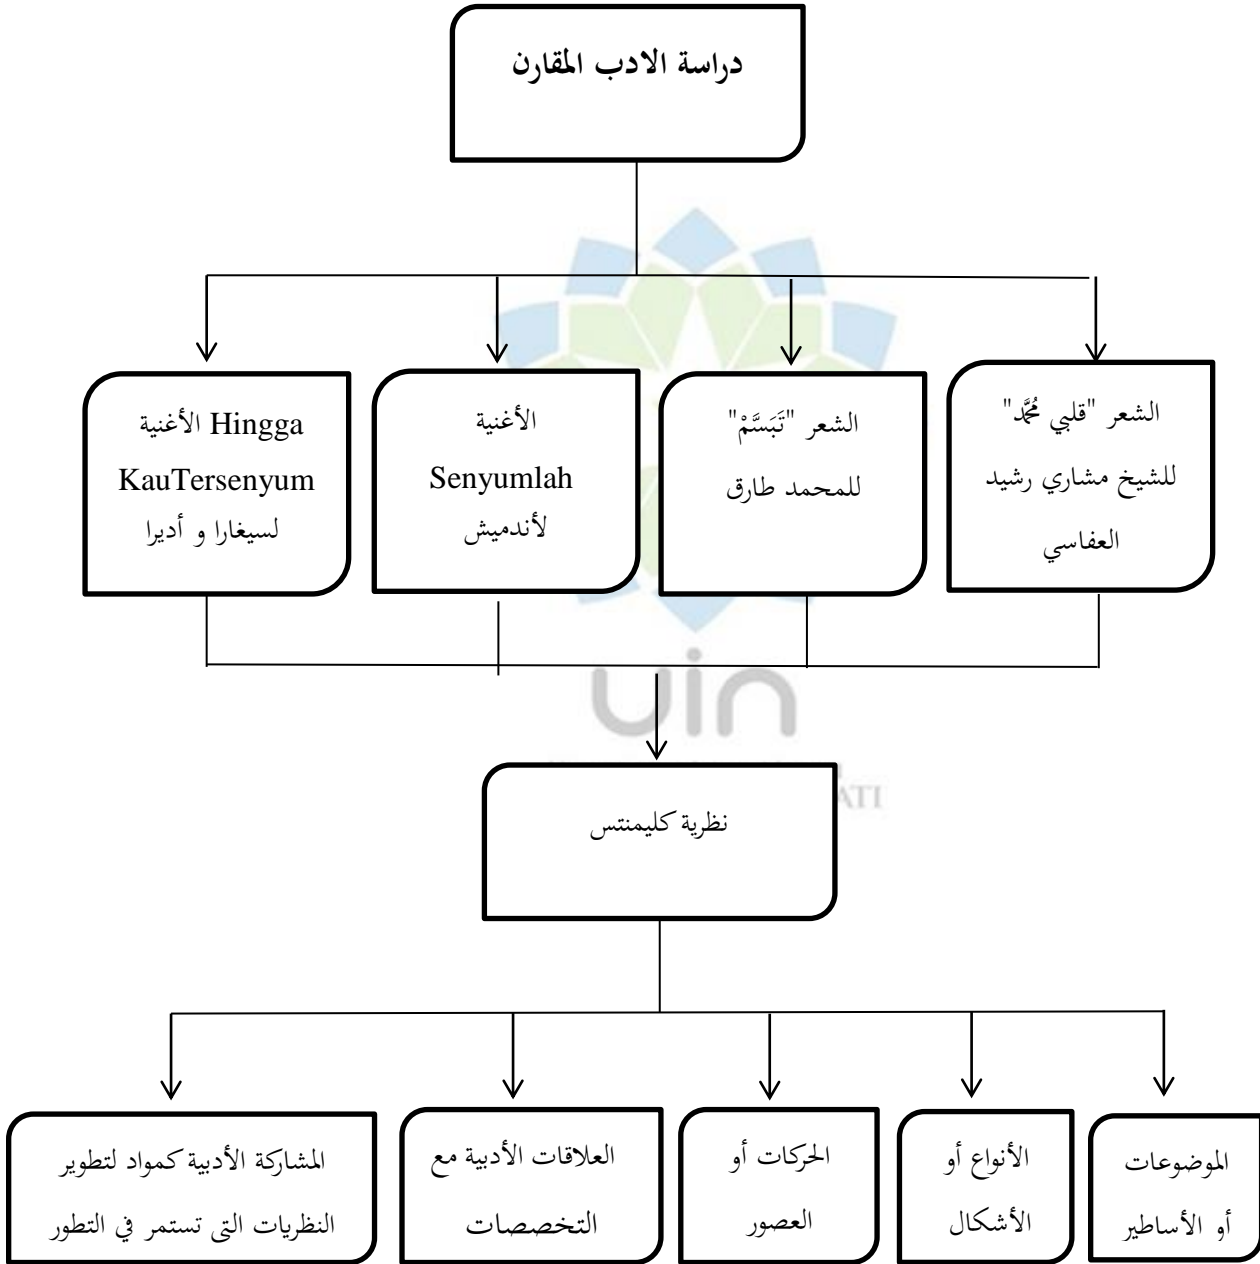 دراسة الادب المقارن
الشعر "قلبي مُحَمَّد"
للشيخ مشاري رشيد
العفاسي
الشعر "تَبَسَّمْ"
للمحمد طارق
الأغنية
Senyumlah
لأندميش
الأغنية Hingga
KauTersenyum
لسيغارا و أديرا
uin
ATI
نظرية كليمنتس
الموضوعات
أو الأساطير
الأنواع أو
الأشكال
الحركات أو
العصور
العلاقات الأدبية مع
التخصصات
المشاركة الأدبية كمواد لتطوير
النظريات التى تستمر في التطور